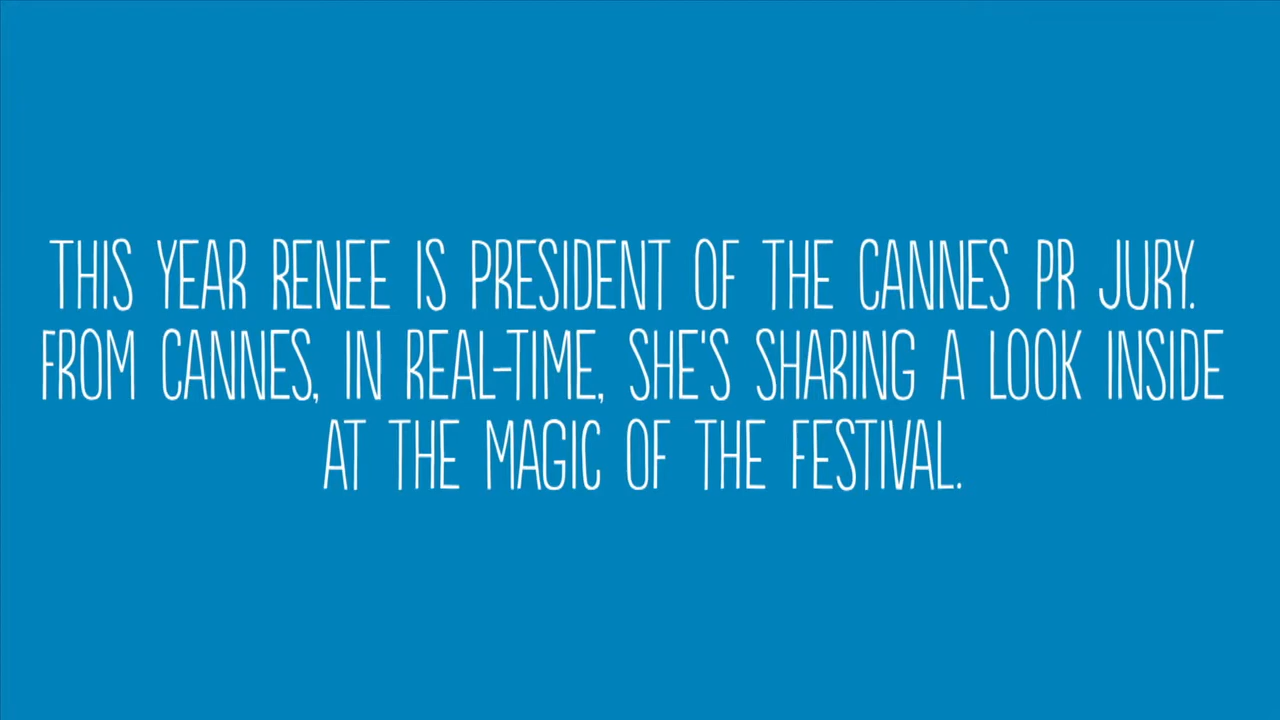 THIS YEAR RENEE IS PRESIDENT OF THE CANNES PR JURY.
FROM CANNES, IN REAL-TIME, SHE'S SHARING A LOOK INSIDE
AT THE MAGIC OF THE FESTIVAL.